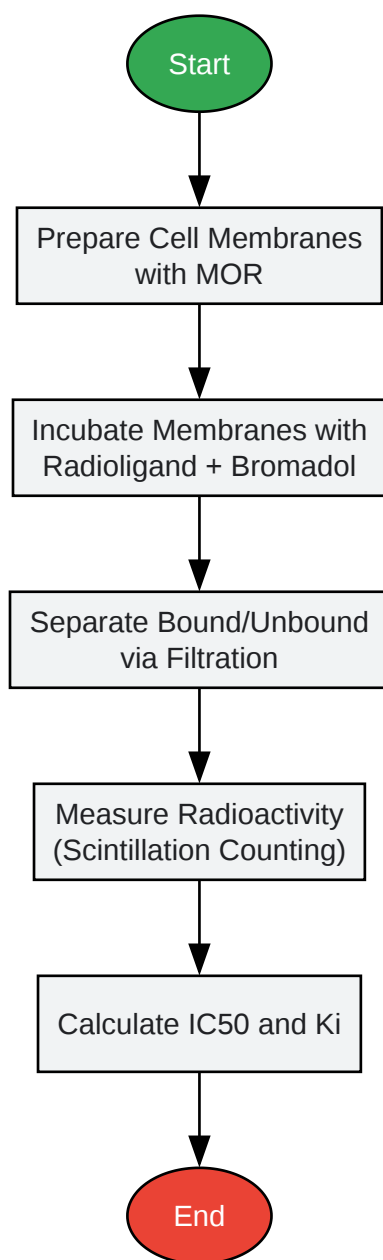 Start
Prepare Cell Membranes
with MOR
Incubate Membranes with
Radioligand + Bromadol
Separate Bound/Unbound
via Filtration
Measure Radioactivity
(Scintillation Counting)
Calculate IC50 and Ki
End